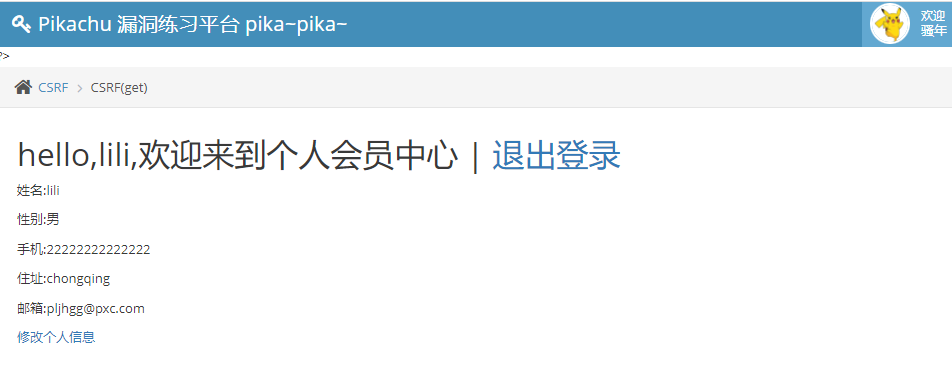 Pikachu 漏洞练习平台 pika~pika~
欢迎
骚年
?>
CSRF > CSRF(get)
hello,lili,欢迎来到个人会员中心 | 退出登录
姓名:lili
性别:男
手机:22222222222222
住址:chongqing
邮箱:pljhgg@pxc.com
修改个人信息